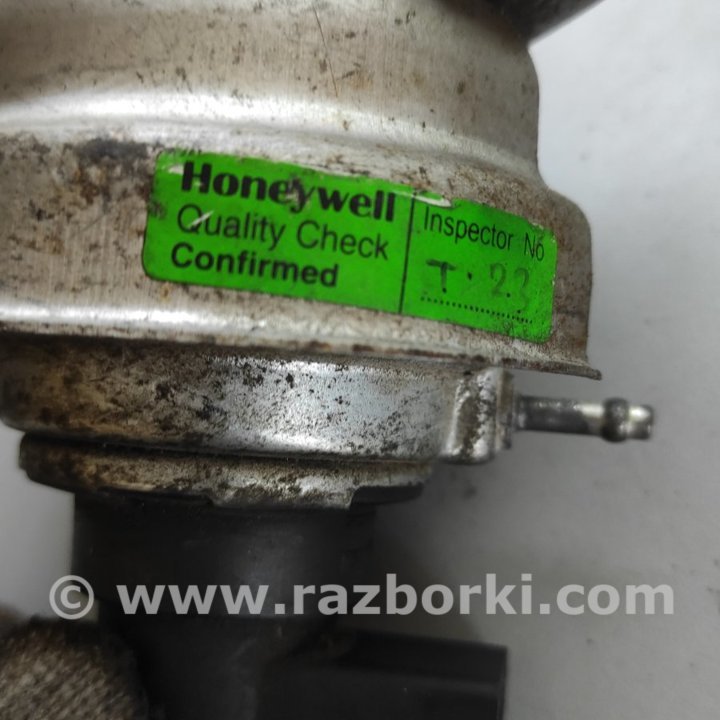 Honeywell
Quality Check
Confirmed
Inspector No
T. 23
© www.razborki.com